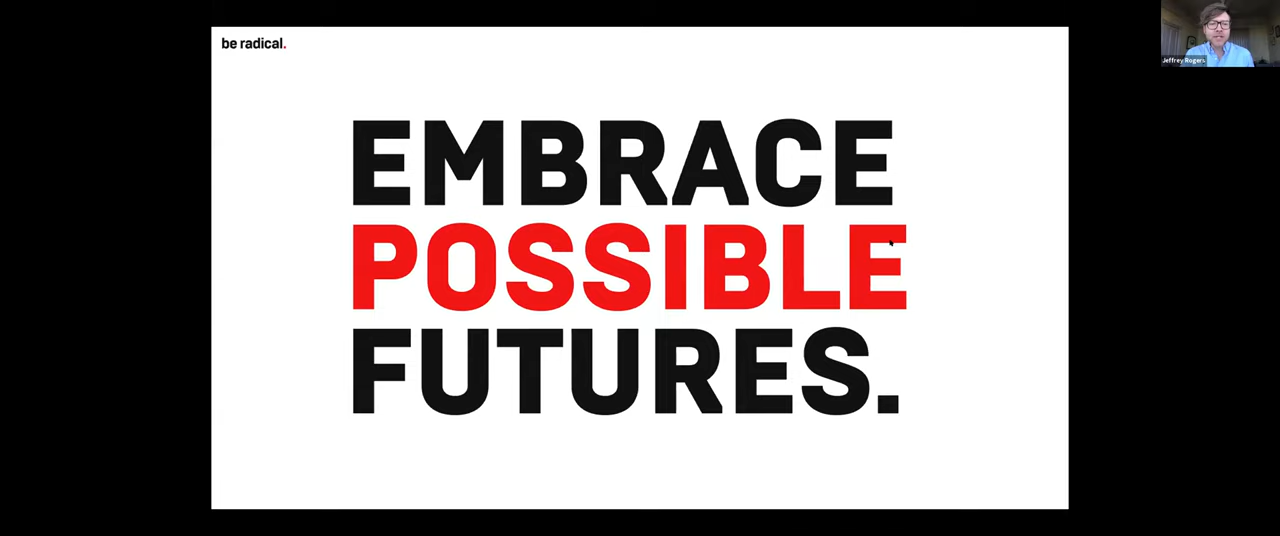 be radical.
Jeffrey Rogers
EMBRACE
POSSIBLE
FUTURES.